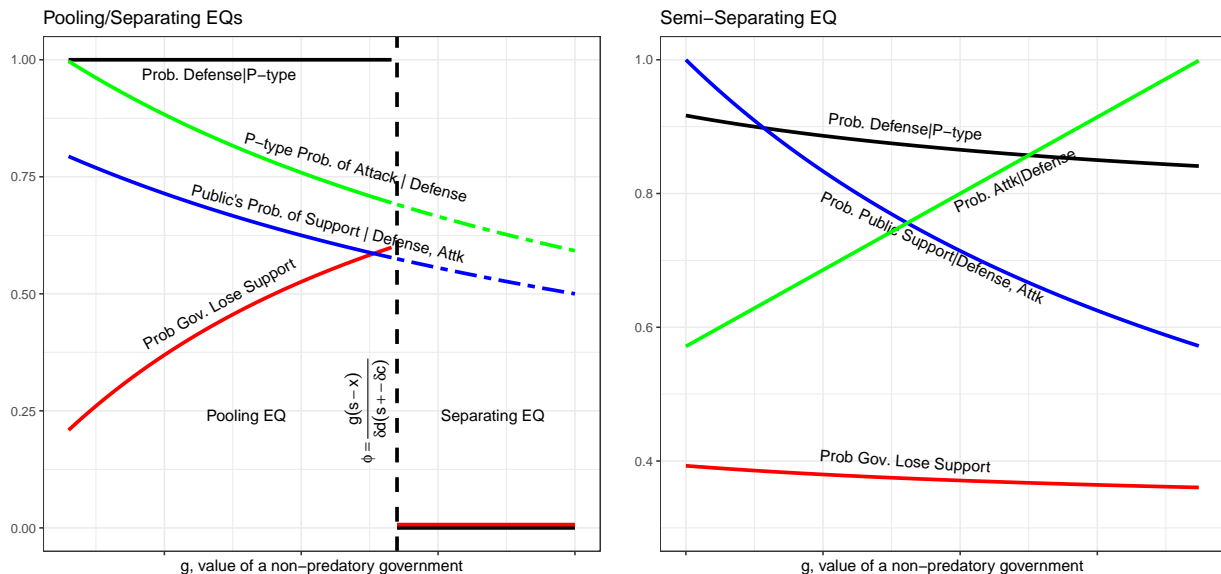 Pooling/Separating EQs
1.00
0.75
0.50
0.25
0.00
Prob. Defense|P−type
P−type Prob. of Attack | Defense
Public's Prob. of Support | Defense, Attk
Prob Gov. Lose Support
Pooling EQ
ϕ = g(s − x) / δd(s + −δc)
Separating EQ
g, value of a non−predatory government
Semi−Separating EQ
1.0
0.8
0.6
0.4
Prob. Defense|P−type
Prob. Attk|Defense
Prob. Public Support|Defense, Attk
Prob Gov. Lose Support
g, value of a non−predatory government